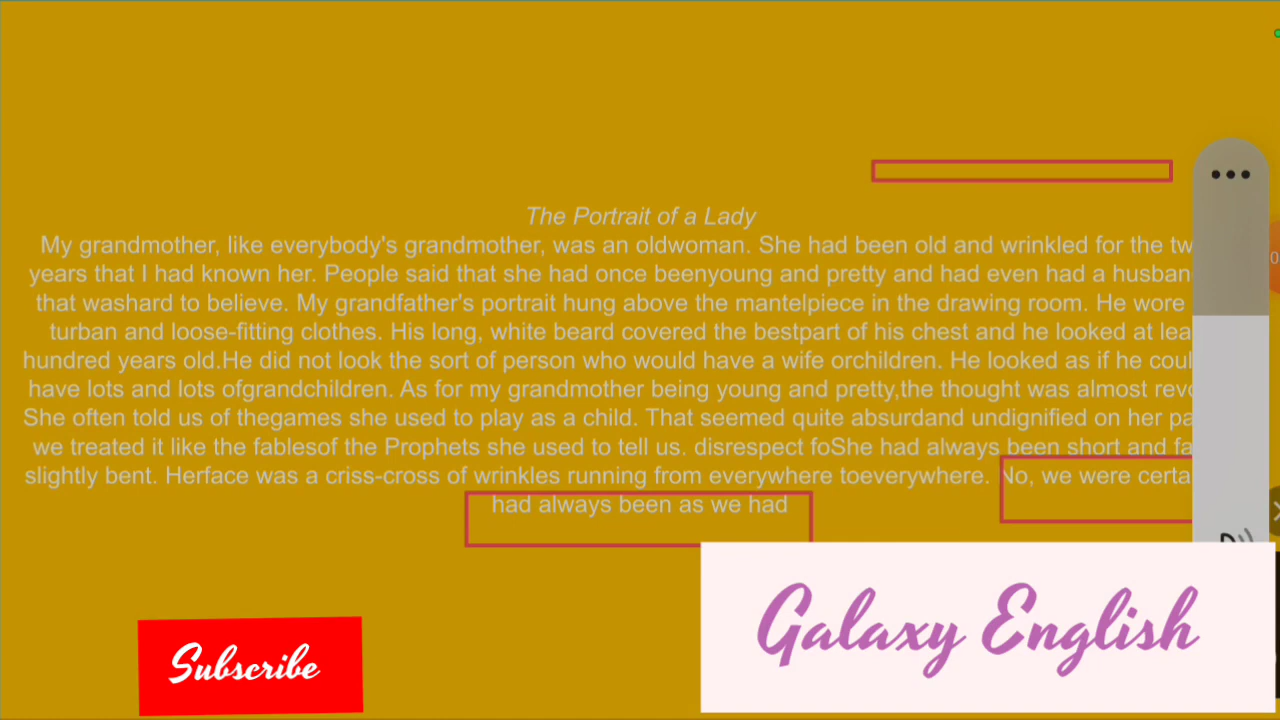 The Portrait of a Lady
My grandmother, like everybody's grandmother, was an oldwoman. She had been old and wrinkled for the
years that I had known her. People said that she had once beenyoung and pretty and had even had a
that washard to believe. My grandfather's portrait hung above the mantelpiece in the drawing room. He wore
turban and loose-fitting clothes. His long, white beard covered the bestpart of his chest and he looked at
hundred years old.He did not look the sort of person who would have a wife orchildren. He looked as if he
have lots and lots ofgrandchildren. As for my grandmother being young and pretty,the thought was almost
She often told us of thegames she used to play as a child. That seemed quite absurdand undignified on her
we treated it like the fablesof the Prophets she used to tell us. disrespect foShe had always been short and
slightly bent. Herface was a criss-cross of wrinkles running from everywhere toeverywhere. No, we were
had always been as we had
Subscribe
Galaxy English